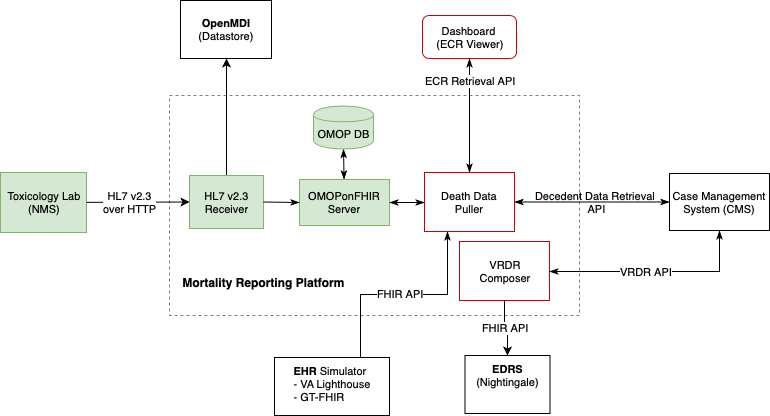 OpenMDI
(Datastore)
Dashboard
(ECR Viewer)
ECR Retrieval API
OMOP DB
Toxicology Lab
(NMS)
HL7 v2.3
over HTTP
HL7 v2.3
Receiver
OMOPonFHIR
Server
Death Data
Puller
Decedent Data Retrieval
API
Case Management
System (CMS)
VRDR
Composer
VRDR API
Mortality Reporting Platform
FHIR API
FHIR API
EHR Simulator
- VA Lighthouse
- GT-FHIR
EDRS
(Nightingale)